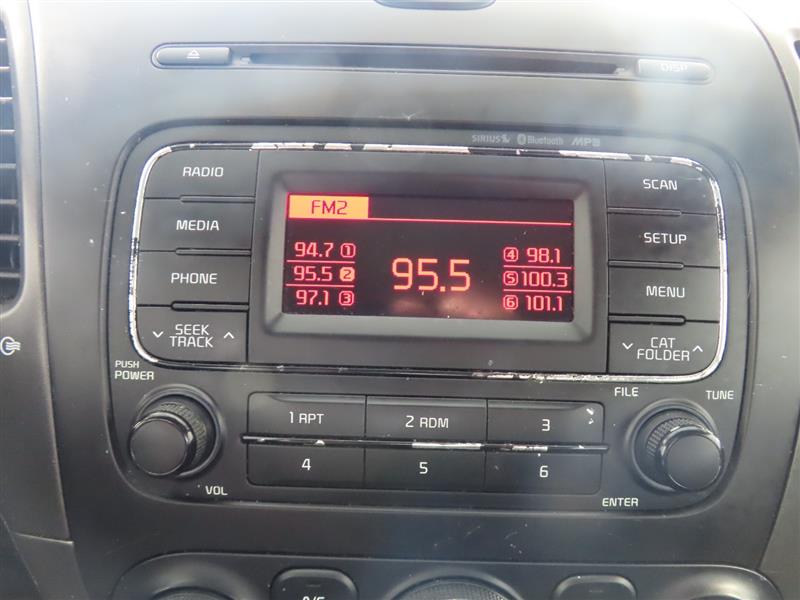 DISP
SIRIUS Bluetooth MP3
RADIO
MEDIA
PHONE
SEEK
TRACK
FM2
94.7 1
95.5 2
97.1 3
95.5
4 98.1
5 100.3
6 101.1
SCAN
SETUP
MENU
CAT
FOLDER
PUSH
POWER
VOL
1 RPT
2 RDM
3
4
5
6
FILE
TUNE
ENTER
A/C